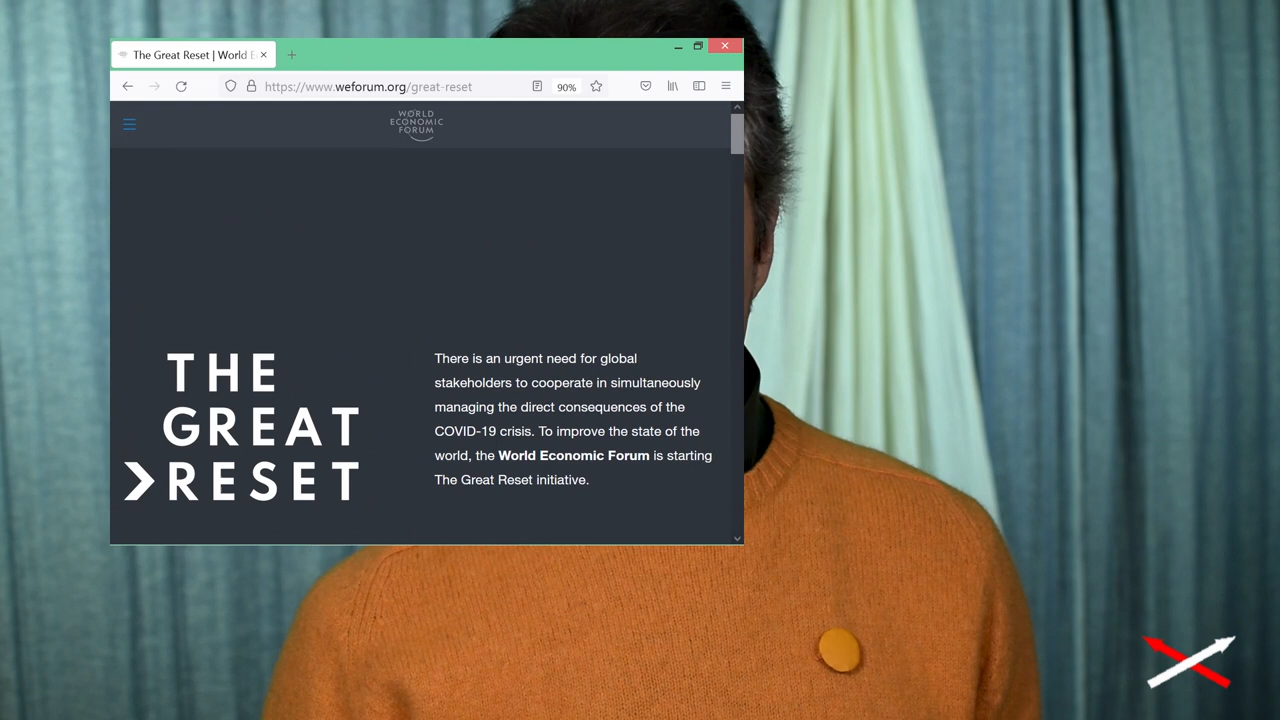 The Great Reset | World E
https://www.weforum.org/great-reset
90%
WORLD
ECONOMIC
FORUM
THE
GREAT
RESET
There is an urgent need for global
stakeholders to cooperate in simultaneously
managing the direct consequences of the
COVID-19 crisis. To improve the state of the
world, the World Economic Forum is starting
The Great Reset initiative.